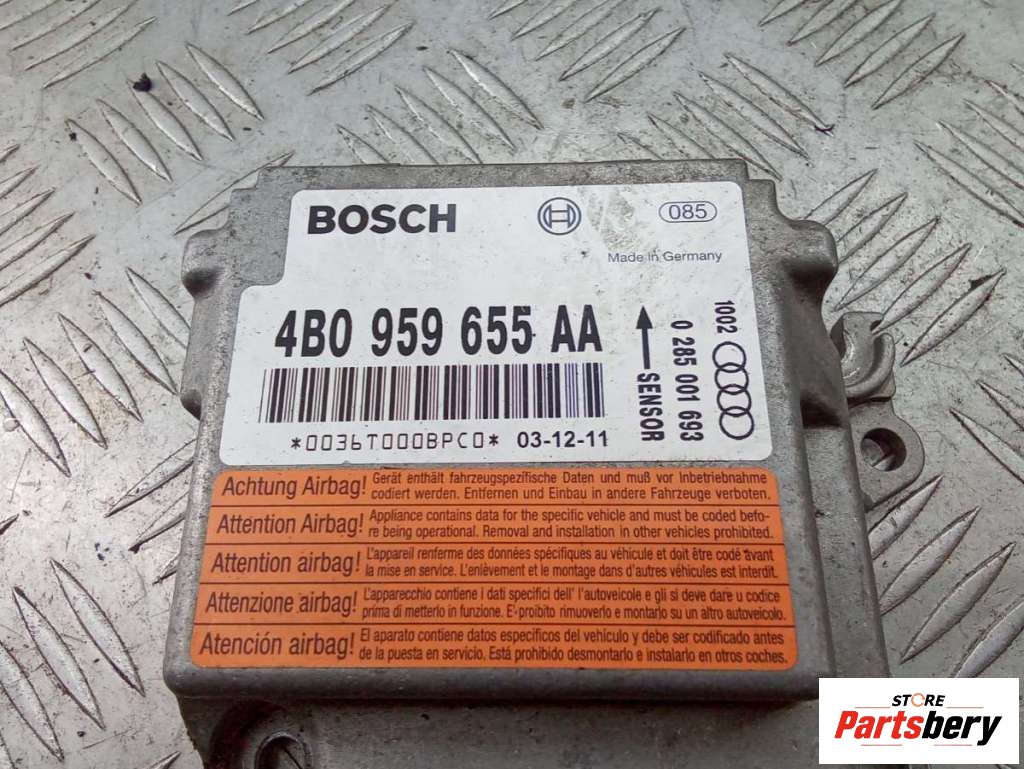 BOSCH
085
Made in Germany
4B0 959 655 AA
*0036T000BPC0* 03-12-11
SENSOR
0 285 001 693
1002
Achtung Airbag! Gerät enthält fahrzeugspezifische Daten und muß vor Inbetriebnahme
codiert werden. Entfernen und Einbau in andere Fahrzeuge verboten.
Attention Airbag! Appliance contains data for the specific vehicle and must be coded befo-
re being operational. Removal and installation in other vehicles prohibited.
Attention airbag! L'appareil renferme des données spécifiques au véhicule et doit être codé avant
la mise en service. L'enlèvement et le montage dans d'autres véhicules est interdit.
Attenzione airbag! L'apparecchio contiene i dati specifici dell' l'autoveicole e gli si deve dare u codice
prima di metterlo in funzione. E' proibito rimuoverlo e montarlo su un altro autoveicolo.
Atención airbag! El aparato contiene datos especificos del vehículo y debe ser codificado antes
de la puesta en servicio. Está prohibido desmontarlo e instalarlo en otros coches.
STORE
Partsbery